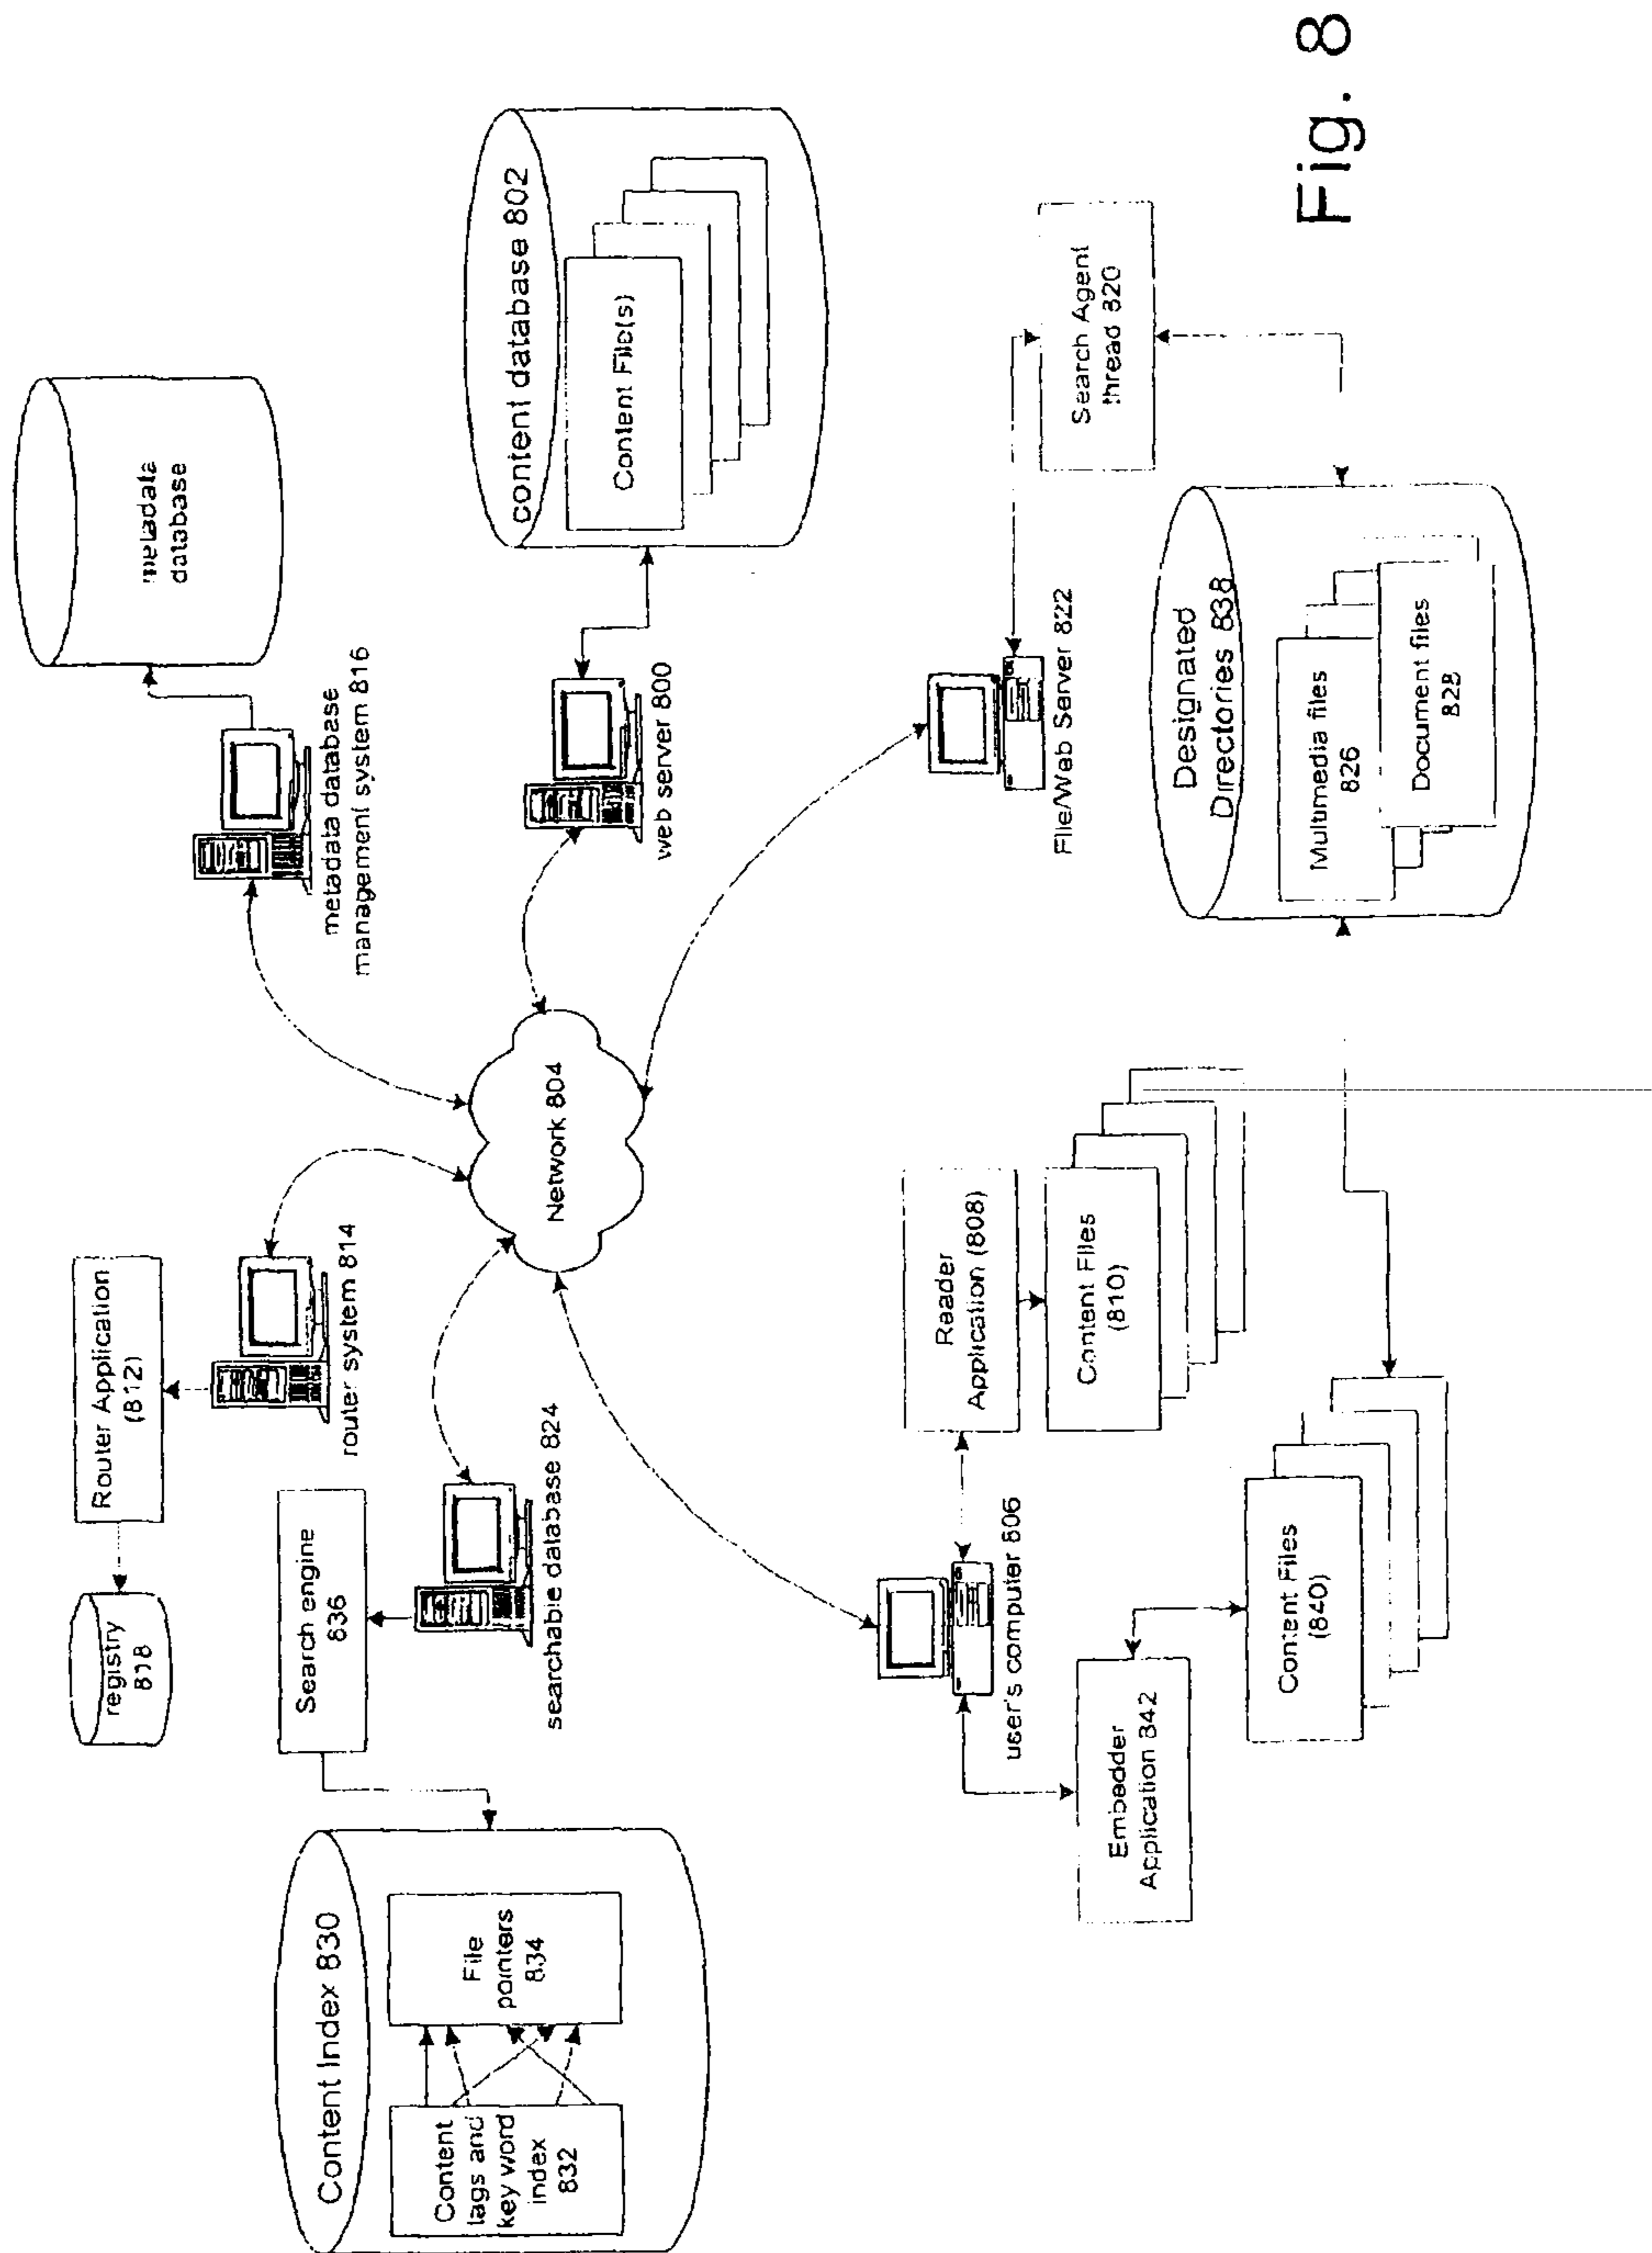 registry
818
Router Application
(812)
metadata
database
router system 814
metadata database
management system 816
Content Index 830
Content
tags and
key word
index
832
File
pointers
834
Search engine
836
searchable database 824
Network 804
web server 800
content database 802
Content File(s)
user's computer 806
Reader
Application (808)
Content Files
(810)
File/Web Server 822
Search Agent
thread 820
Embedder
Application 842
Content Files
(840)
Designated
Directories 838
Multimedia files
826
Document files
828
Fig. 8